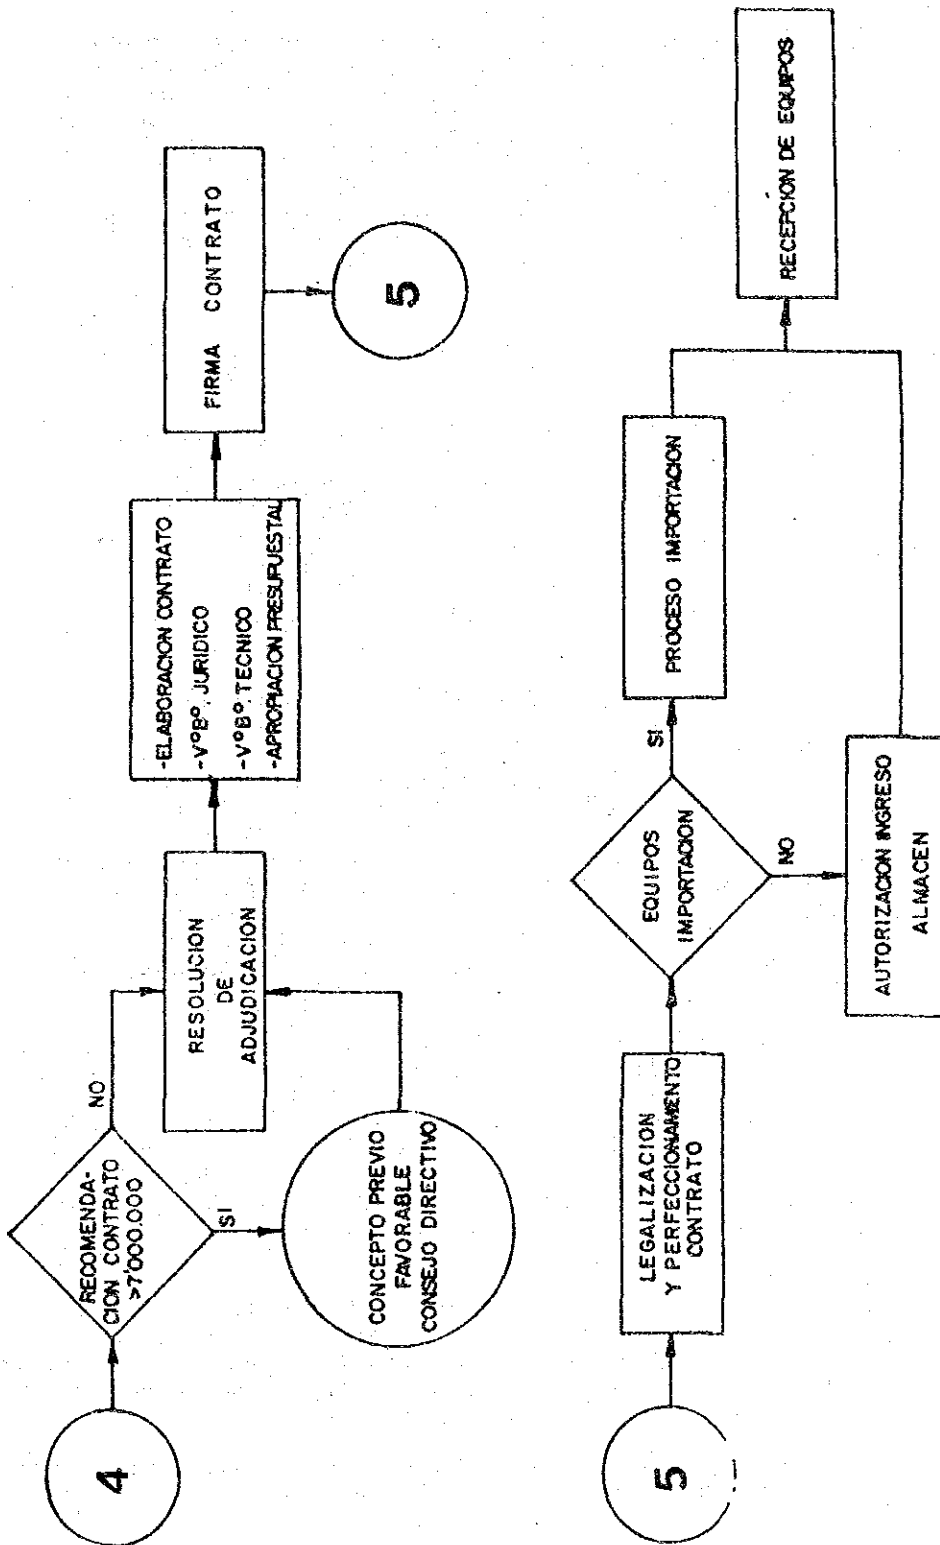 4
RECOMENDA-
CION CONTRATO
>7'000.000
NO
SI
CONCEPTO PREVIO
FAVORABLE
CONSEJO DIRECTIVO
RESOLUCION
DE
ADJUDICACION
-ELABORACION CONTRATO
-VºBº. JURIDICO
-VºBº. TECNICO
-APROPIACION PRESUPUESTAL
FIRMA CONTRATO
5
5
LEGALIZACION
Y PERFECCIONAMIENTO
CONTRATO
EQUIPOS
IMPORTACION
SI
NO
PROCESO IMPORTACION
AUTORIZACION INGRESO
ALMACEN
RECEPCION DE EQUIPOS